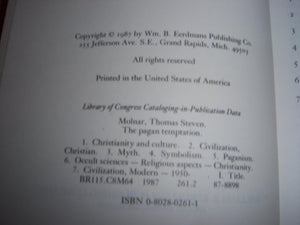 Copyright © 1987 by Wm. B. Eerdmans Publishing Co.
255 Jefferson Ave. S.E., Grand Rapids, Mich. 49503
All rights reserved
Printed in the United States of America
Library of Congress Cataloging-in-Publication Data
Molnar, Thomas Steven.
The pagan temptation.
1. Christianity and culture. 2. Civilization,
Christian. 3. Myth. 4. Symbolism. 5. Paganism.
6. Occult sciences — Religious aspects — Christianity.
7. Civilization, Modern — 1950- I. Title.
BR115.C8M64 1987 261.2 87-8898
ISBN 0-8028-0261-1